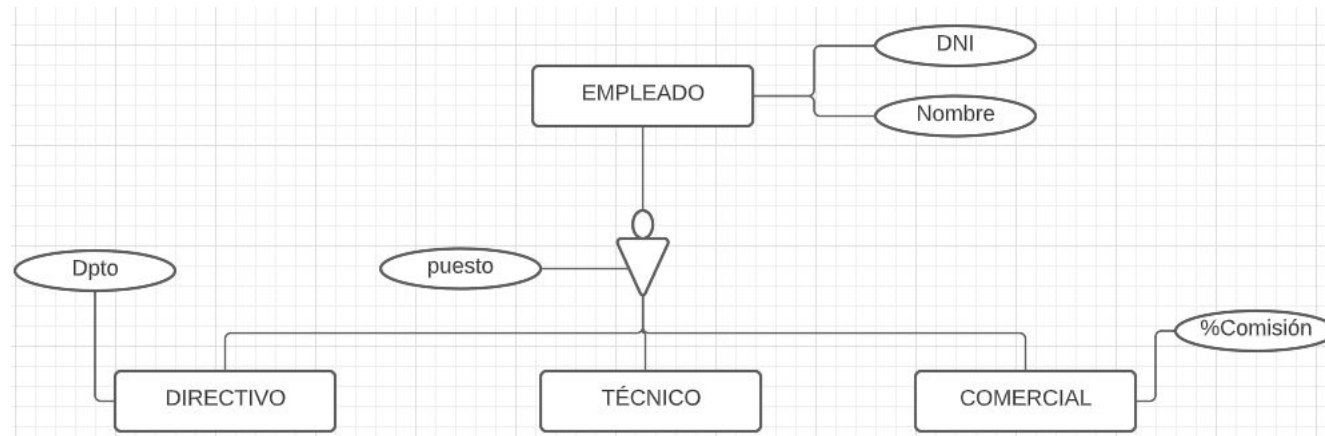 DNI
EMPLEADO
Nombre
Dpto
puesto
%Comisión
DIRECTIVO
TÉCNICO
COMERCIAL